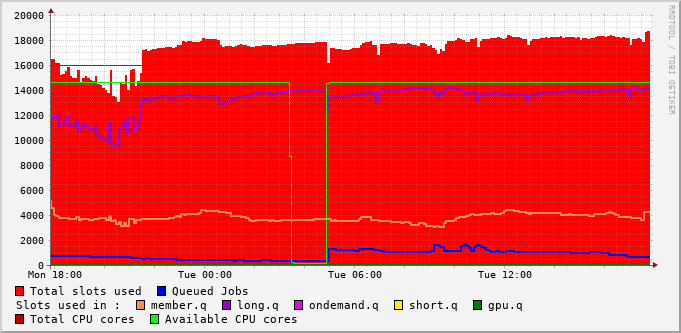 20000
18000
16000
14000
12000
10000
8000
6000
4000
2000
0
Mon 18:00 Tue 00:00 Tue 06:00 Tue 12:00
RRDTOOL / TOBI OETIKER
Total slots used Queued Jobs
Slots used in : member.q long.q ondemand.q short.q gpu.q
Total CPU cores Available CPU cores